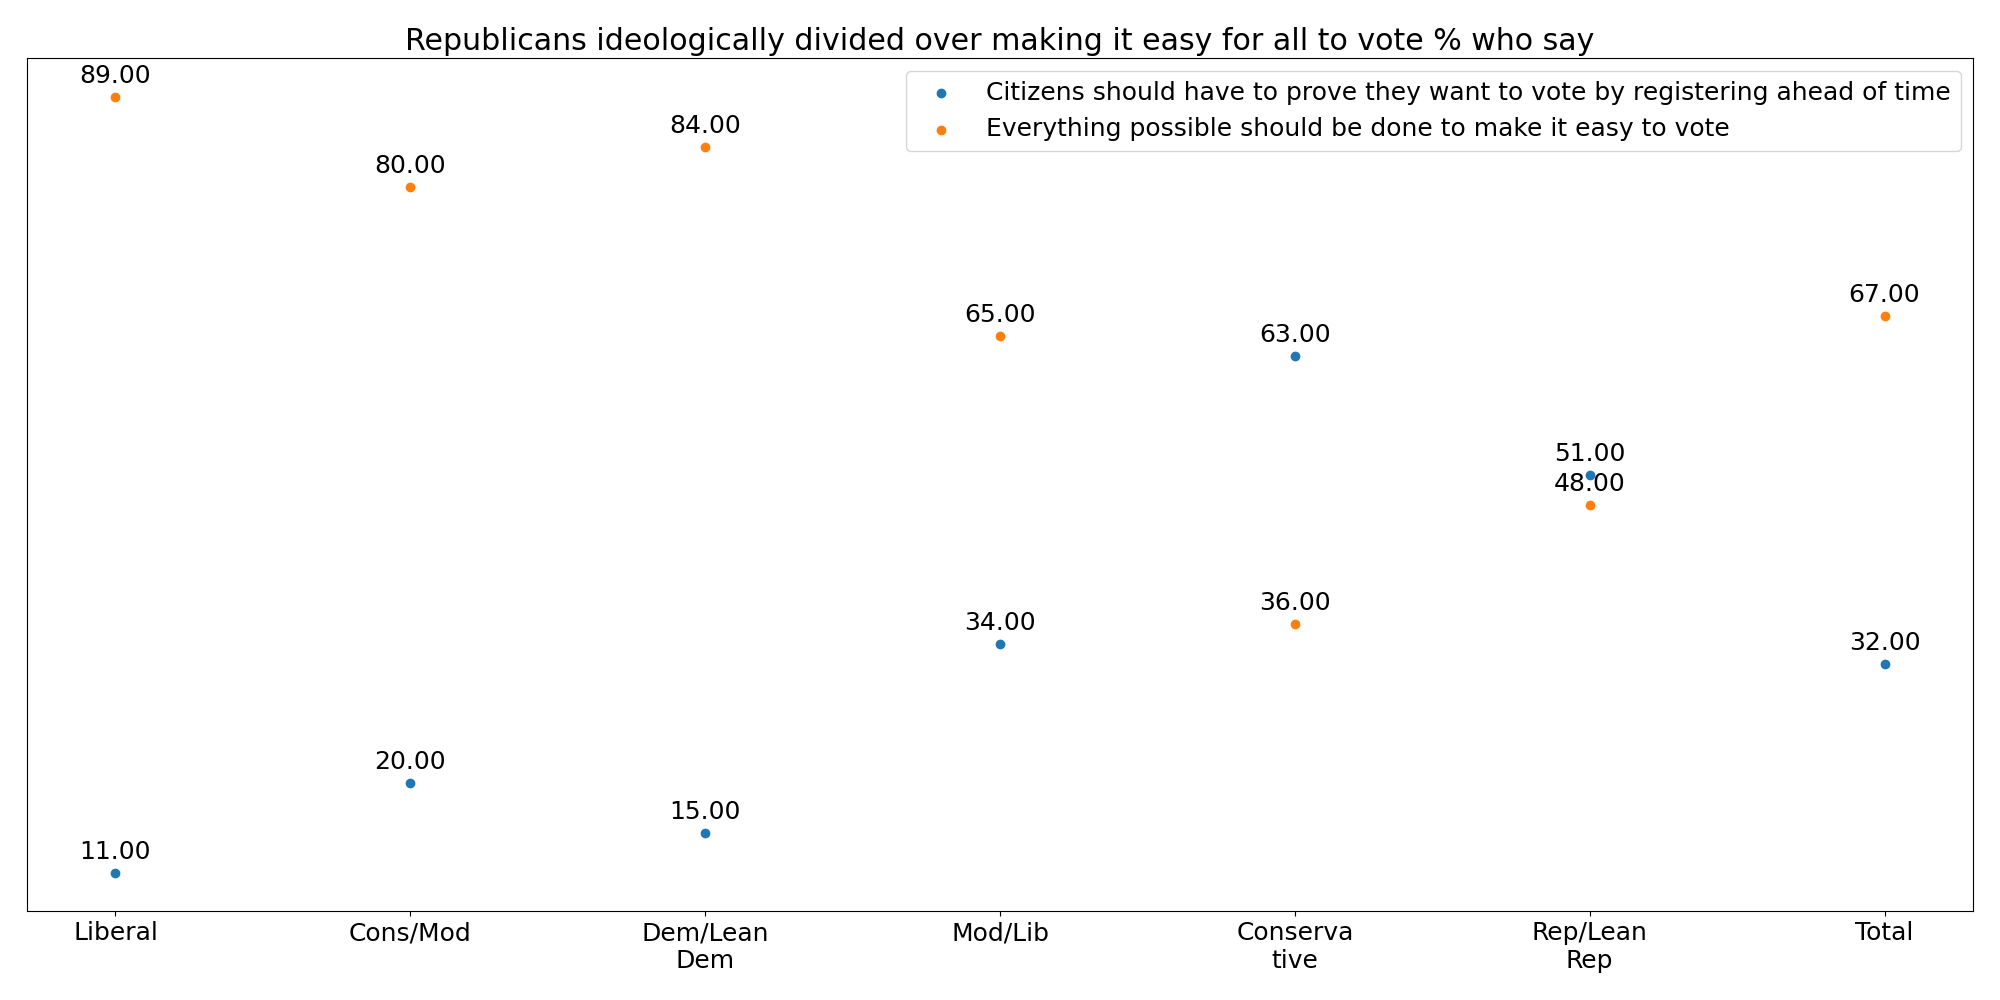 Republicans ideologically divided over making it easy for all to vote % who say
Citizens should have to prove they want to vote by registering ahead of time
Everything possible should be done to make it easy to vote
89.00
84.00
80.00
67.00
65.00
63.00
51.00
48.00
36.00
34.00
32.00
20.00
15.00
11.00
Liberal
Cons/Mod
Dem/Lean
Dem
Mod/Lib
Conserva
tive
Rep/Lean
Rep
Total